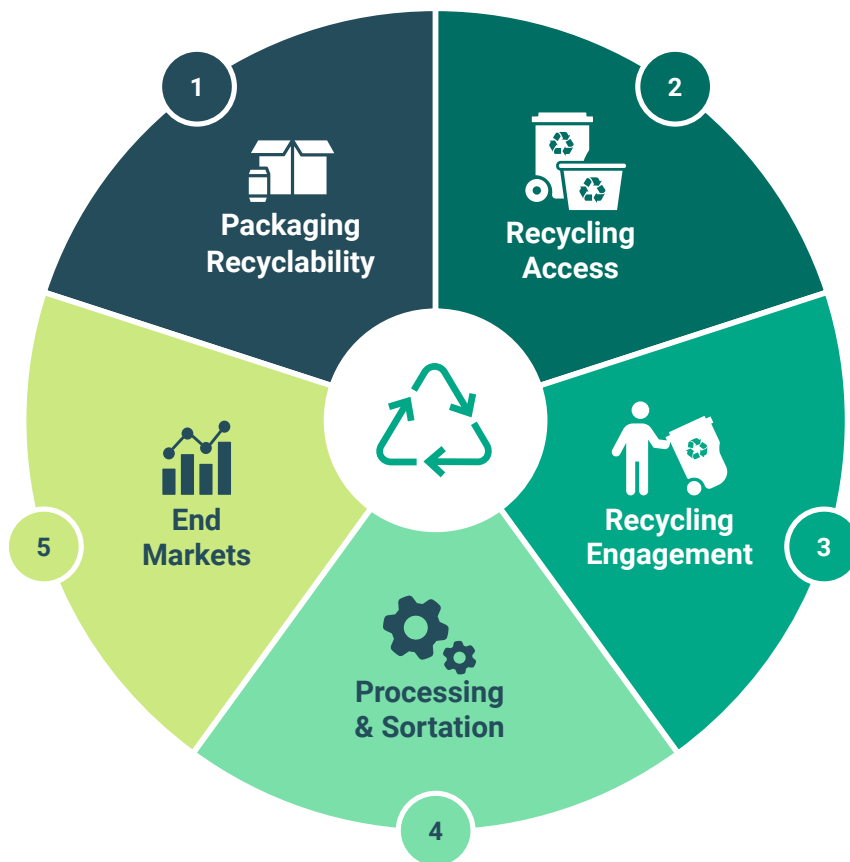 1
Packaging
Recyclability
2
Recycling
Access
3
Recycling
Engagement
4
Processing
& Sortation
5
End
Markets